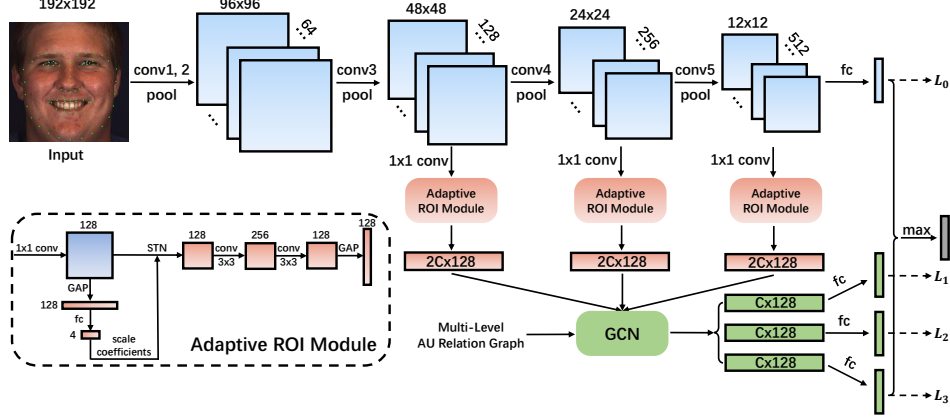 192x192
96x96
64
...
48x48
128
...
24x24
256
...
12x12
512
...
conv1, 2
pool
conv3
pool
conv4
pool
conv5
pool
fc
L₀
...
...
...
...
Input
1x1 conv
1x1 conv
1x1 conv
Adaptive
ROI Module
Adaptive
ROI Module
Adaptive
ROI Module
2Cx128
2Cx128
2Cx128
max
128
1x1 conv
STN
128
conv
3x3
256
conv
3x3
128
GAP
128
GAP
128
fc
4
scale
coefficients
Adaptive ROI Module
Multi-Level
AU Relation Graph
GCN
Cx128
Cx128
Cx128
fc
fc
fc
L₁
L₂
L₃